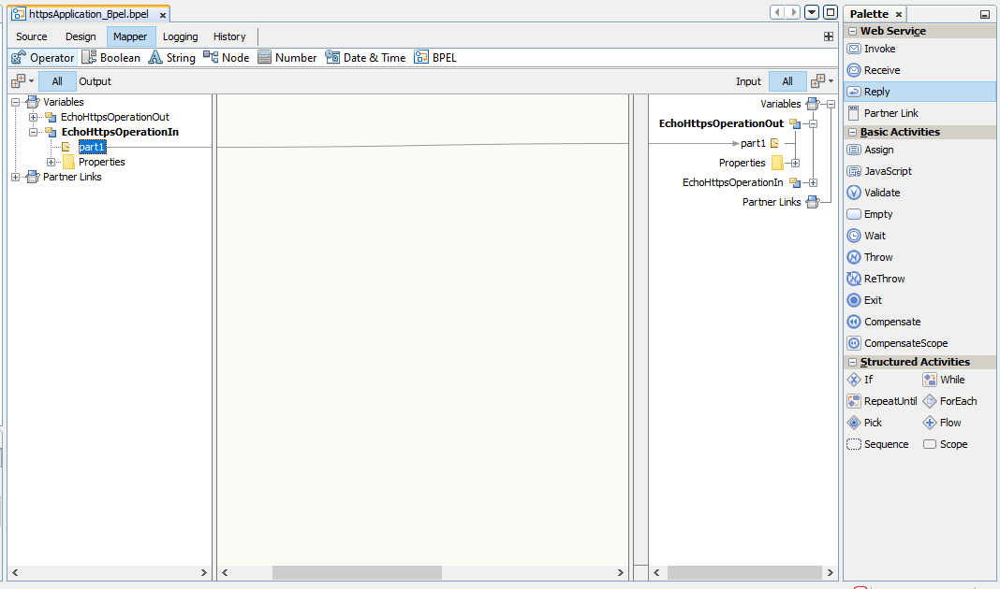 httpsApplication_Bpel.bpel
Source Design Mapper Logging History
Operator Boolean String Node Number Date & Time BPEL
All Output
Input All
Variables
EchoHttpsOperationOut
EchoHttpsOperationIn
part1
Properties
Partner Links
Variables
EchoHttpsOperationOut
part1
Properties
EchoHttpsOperationIn
Partner Links
Palette
Web Service
Invoke
Receive
Reply
Partner Link
Basic Activities
Assign
JavaScript
Validate
Empty
Wait
Throw
ReThrow
Exit
Compensate
CompensateScope
Structured Activities
If While
RepeatUntil ForEach
Pick Flow
Sequence Scope